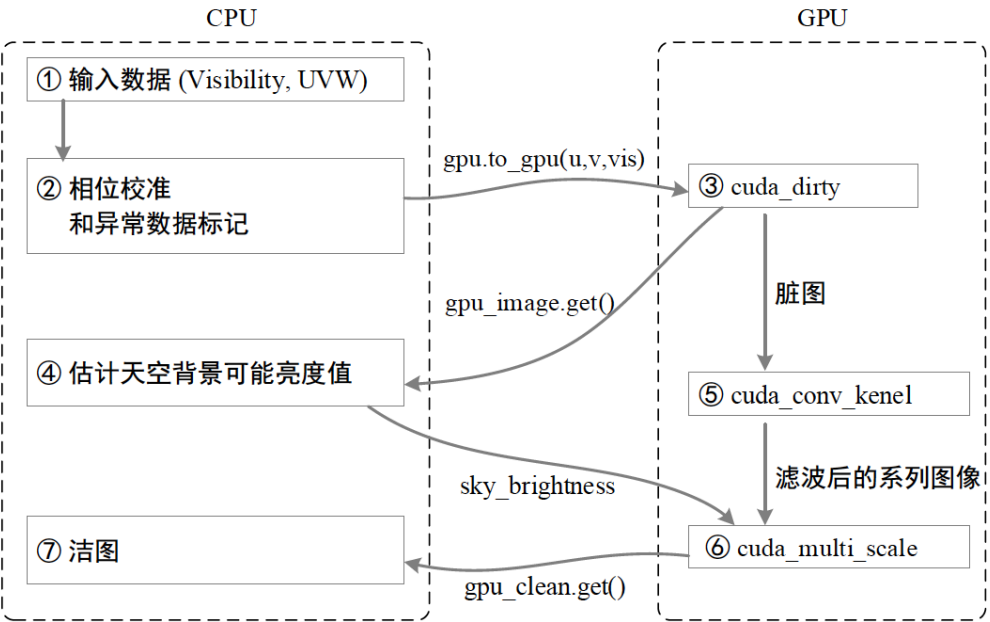 CPU
GPU
① 输入数据 (Visibility, UVW)
② 相位校准
和异常数据标记
gpu.to_gpu(u,v,vis)
③ cuda_dirty
脏图
gpu_image.get()
④ 估计天空背景可能亮度值
⑤ cuda_conv_kenel
滤波后的系列图像
sky_brightness
⑥ cuda_multi_scale
⑦ 洁图
gpu_clean.get()